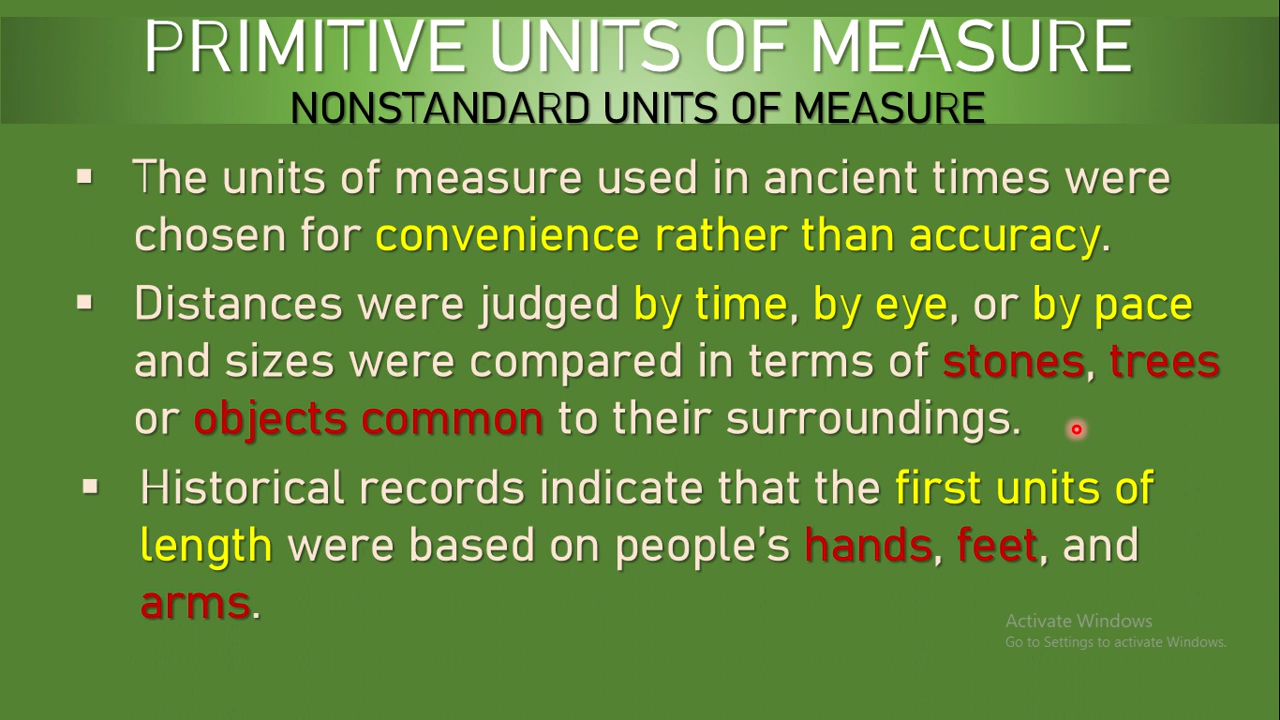 PRIMITIVE UNITS OF MEASURE
NONSTANDARD UNITS OF MEASURE
▪ The units of measure used in ancient times were
chosen for convenience rather than accuracy.
▪ Distances were judged by time, by eye, or by pace
and sizes were compared in terms of stones, trees
or objects common to their surroundings.
▪ Historical records indicate that the first units of
length were based on people’s hands, feet, and
arms.
Activate Windows
Go to Settings to activate Windows.